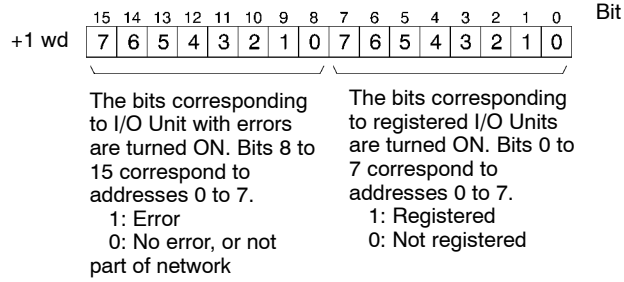 15 14 13 12 11 10 9 8 7 6 5 4 3 2 1 0 Bit
+1 wd 7 6 5 4 3 2 1 0 7 6 5 4 3 2 1 0
The bits corresponding
to I/O Unit with errors
are turned ON. Bits 8 to
15 correspond to
addresses 0 to 7.
1: Error
0: No error, or not
part of network
The bits corresponding
to registered I/O Units
are turned ON. Bits 0 to
7 correspond to
addresses 0 to 7.
1: Registered
0: Not registered